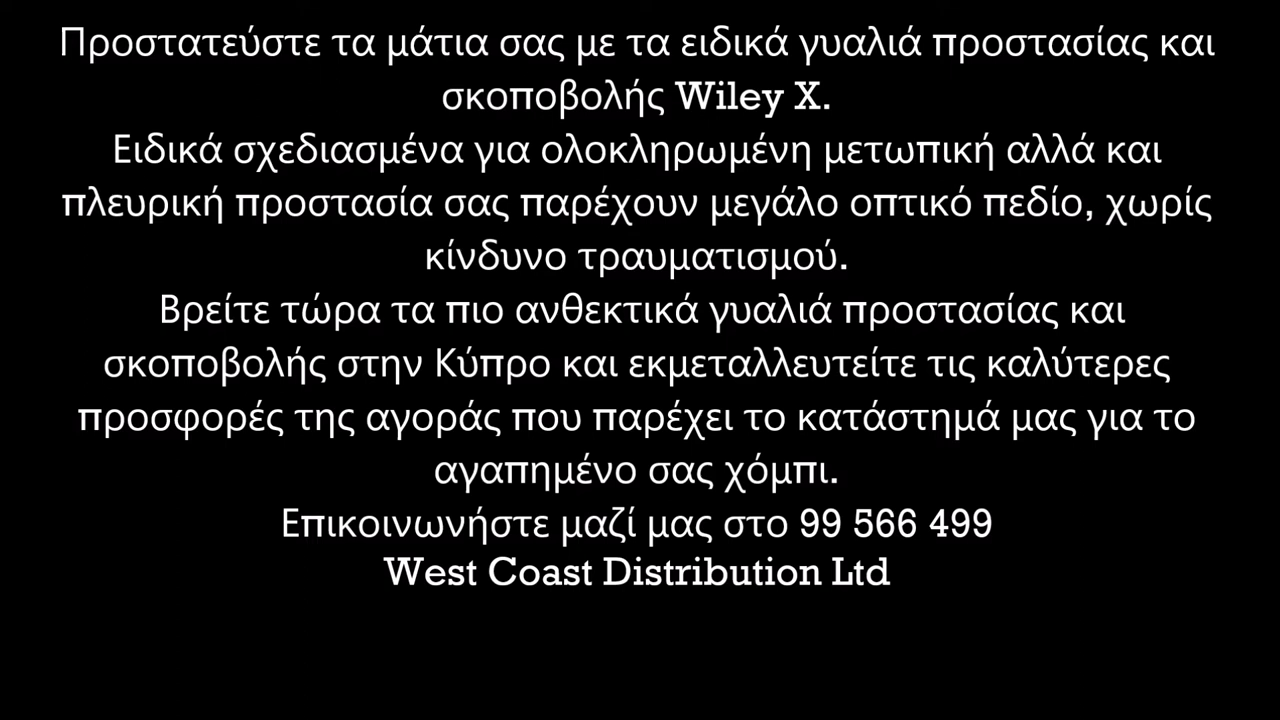 Προστατεύστε τα μάτια σας με τα ειδικά γυαλιά προστασίας και
σκοποβολής Wiley X.
Ειδικά σχεδιασμένα για ολοκληρωμένη μετωπική αλλά και
πλευρική προστασία σας παρέχουν μεγάλο οπτικό πεδίο, χωρίς
κίνδυνο τραυματισμού.
Βρείτε τώρα τα πιο ανθεκτικά γυαλιά προστασίας και
σκοποβολής στην Κύπρο και εκμεταλλευτείτε τις καλύτερες
προσφορές της αγοράς που παρέχει το κατάστημά μας για το
αγαπημένο σας χόμπι.
Επικοινωνήστε μαζί μας στο 99 566 499
West Coast Distribution Ltd